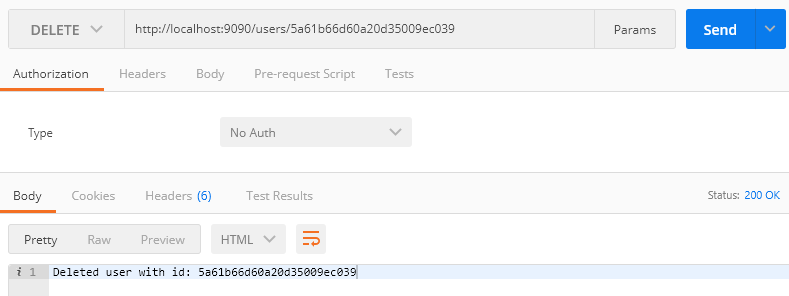 DELETE http://localhost:9090/users/5a61b66d60a20d35009ec039 Params Send
Authorization Headers Body Pre-request Script Tests
Type No Auth
Body Cookies Headers (6) Test Results Status: 200 OK
Pretty Raw Preview HTML
i 1 Deleted user with id: 5a61b66d60a20d35009ec039